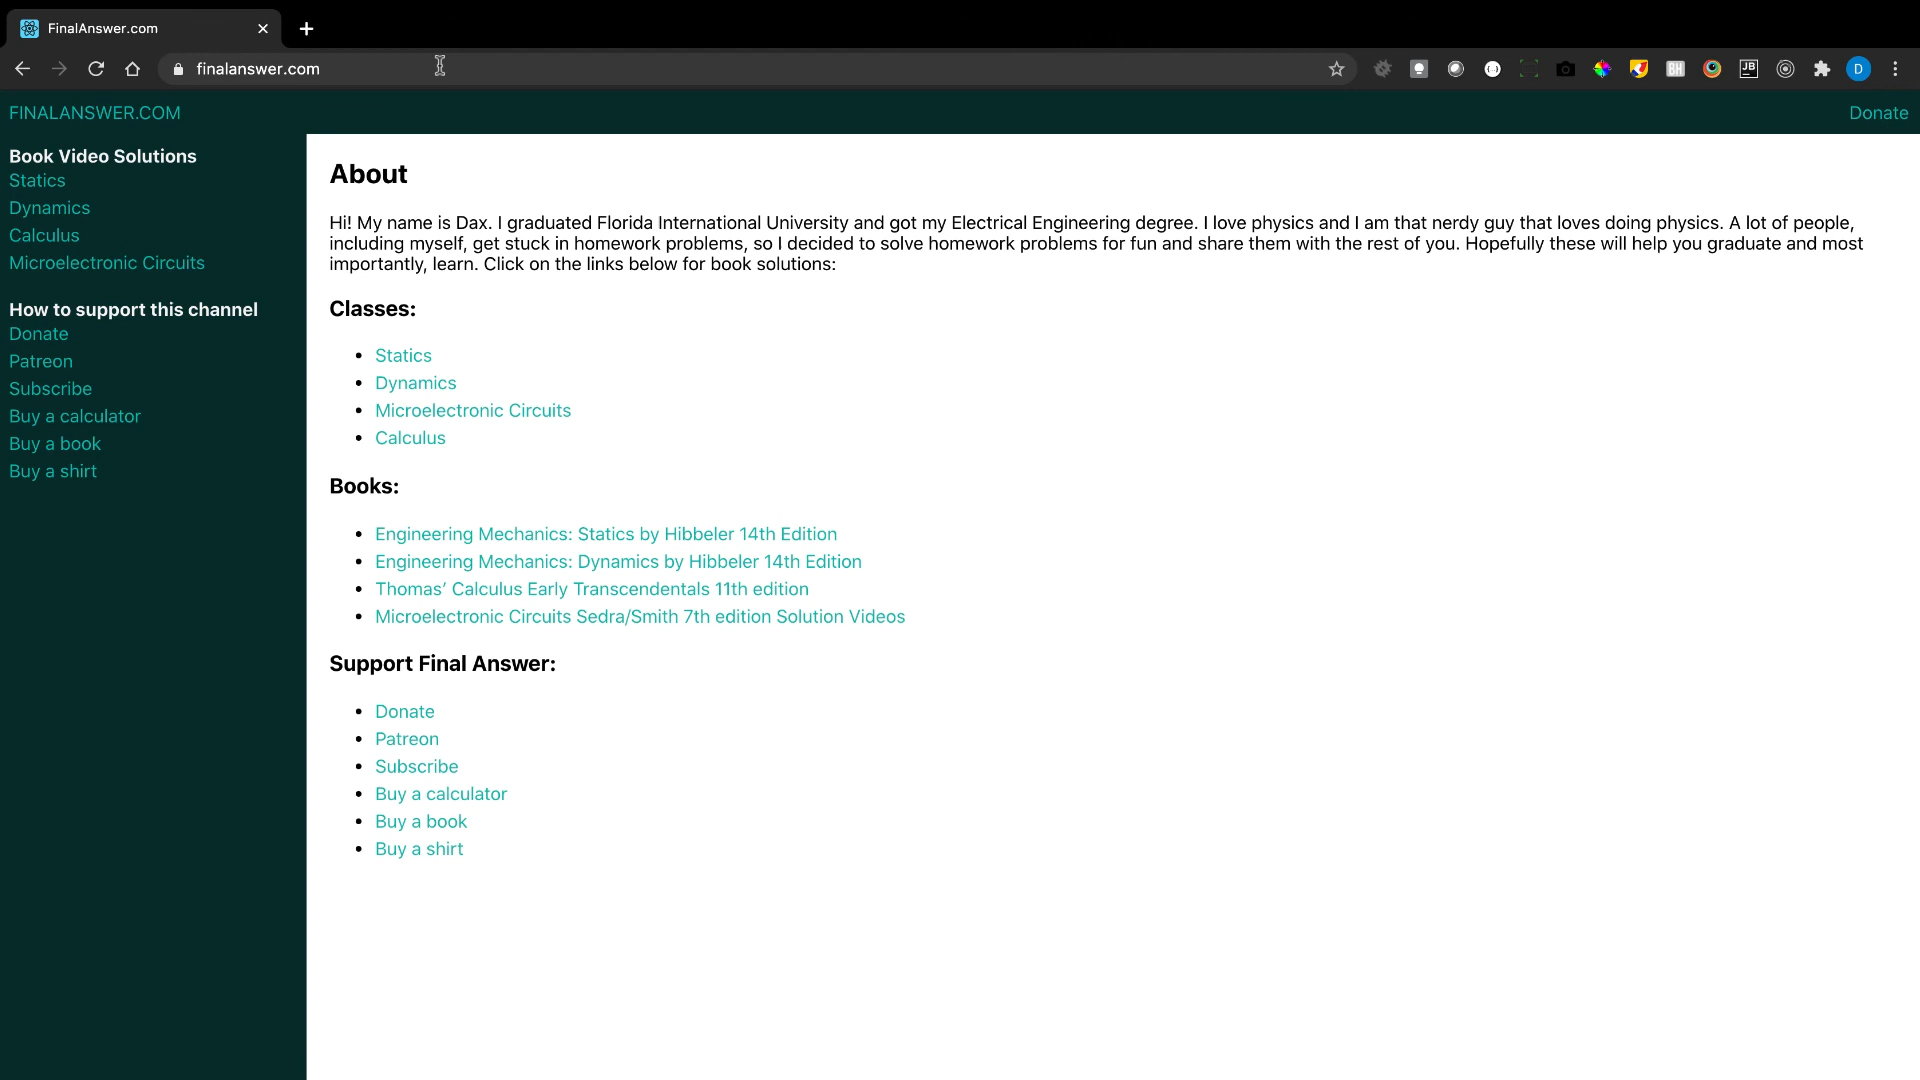 FinalAnswer.com
finalanswer.com
BH
JB
D
FINALANSWER.COM
Donate
Book Video Solutions
Statics
Dynamics
Calculus
Microelectronic Circuits
How to support this channel
Donate
Patreon
Subscribe
Buy a calculator
Buy a book
Buy a shirt
About
Hi! My name is Dax. I graduated Florida International University and got my Electrical Engineering degree. I love physics and I am that nerdy guy that loves doing physics. A lot of people,
including myself, get stuck in homework problems, so I decided to solve homework problems for fun and share them with the rest of you. Hopefully these will help you graduate and most
importantly, learn. Click on the links below for book solutions:
Classes:
Statics
Dynamics
Microelectronic Circuits
Calculus
Books:
Engineering Mechanics: Statics by Hibbeler 14th Edition
Engineering Mechanics: Dynamics by Hibbeler 14th Edition
Thomas’ Calculus Early Transcendentals 11th edition
Microelectronic Circuits Sedra/Smith 7th edition Solution Videos
Support Final Answer:
Donate
Patreon
Subscribe
Buy a calculator
Buy a book
Buy a shirt